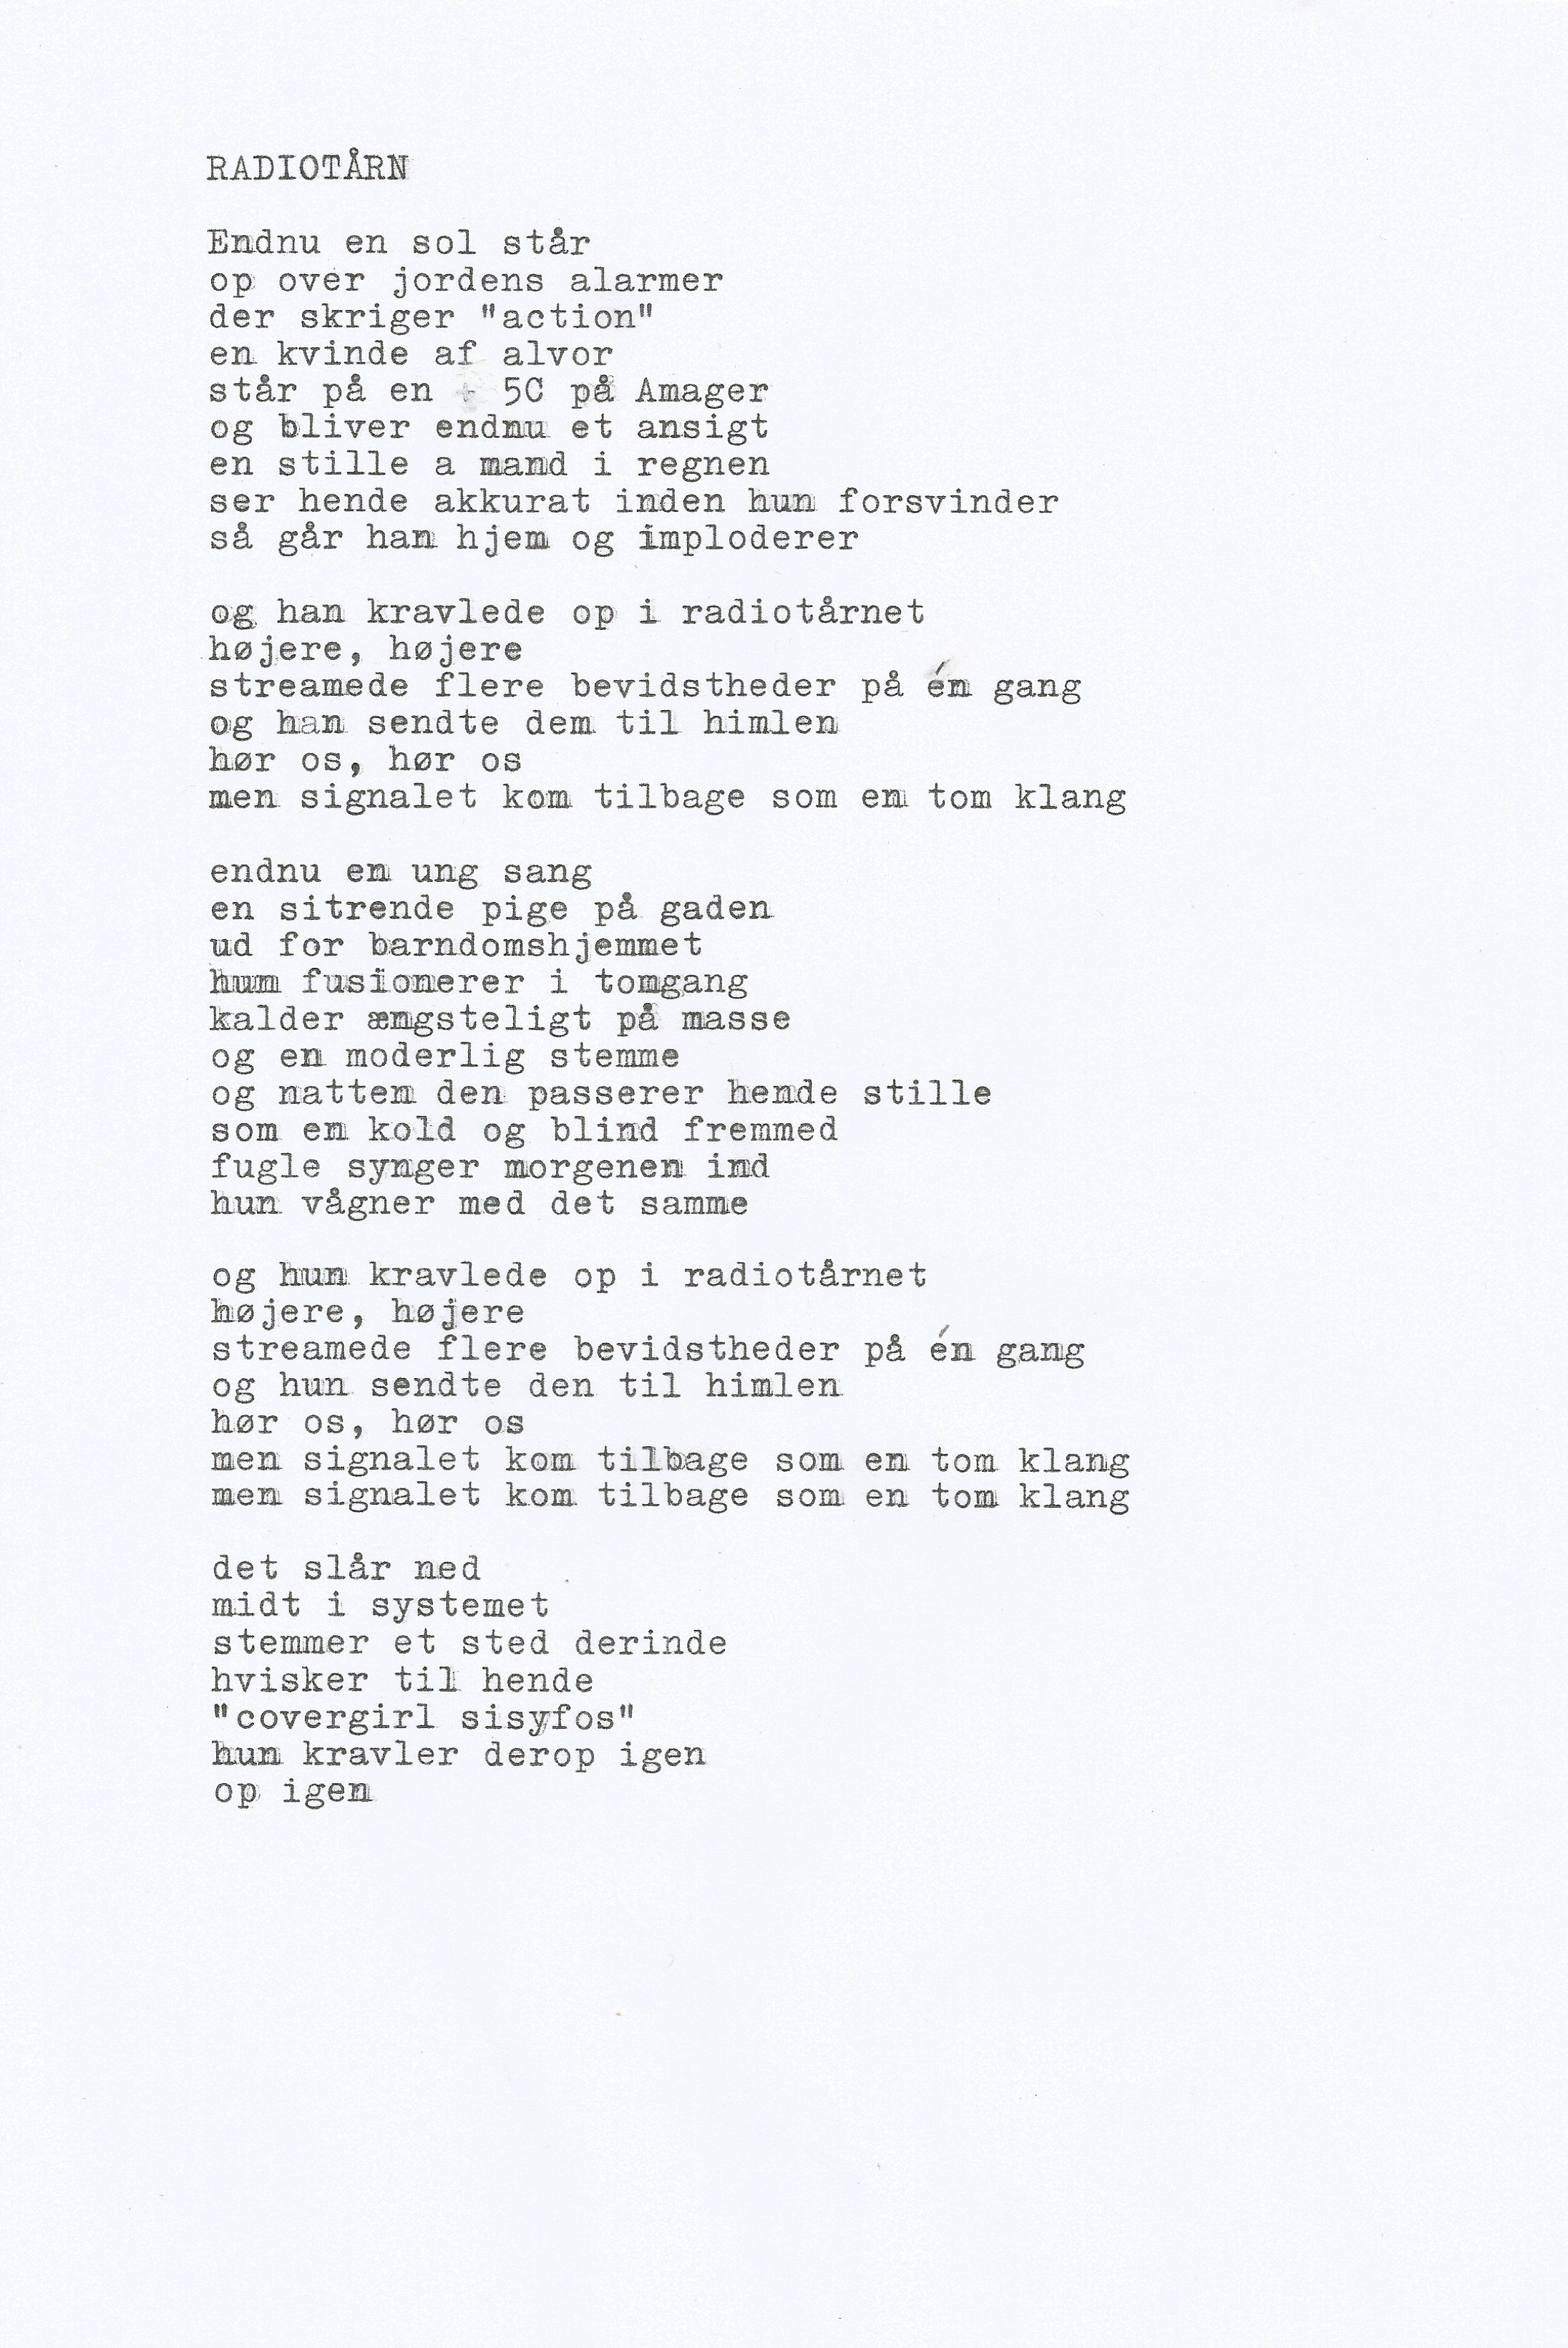 RADIOTÅRN
Endnu en sol står
op over jordens alarmer
der skriger "action"
en kvinde af alvor
står på en 5C på Amager
og bliver endnu et ansigt
en stille a mand i regnen
ser hende akkurat inden hun forsvinder
så går han hjem og imploderer
og han kravlede op i radiotårnet
højere, højere
streamede flere bevidstheder på én gang
og han sendte dem til himlen
hør os, hør os
men signalet kom tilbage som en tom klang
endnu en ung sang
en sitrende pige på gaden
ud for barndomshjemmet
hun fusionerer i tomgang
kalder ængsteligt på masse
og en moderlig stemme
og natten den passerer hende stille
som en kold og blind fremmed
fugle synger morgenen ind
hun vågner med det samme
og hun kravlede op i radiotårnet
højere, højere
streamede flere bevidstheder på én gang
og hun sendte den til himlen
hør os, hør os
men signalet kom tilbage som en tom klang
men signalet kom tilbage som en tom klang
det slår ned
midt i systemet
stemmer et sted derinde
hvisker til hende
"covergirl sisyfos"
hun kravler derop igen
op igen